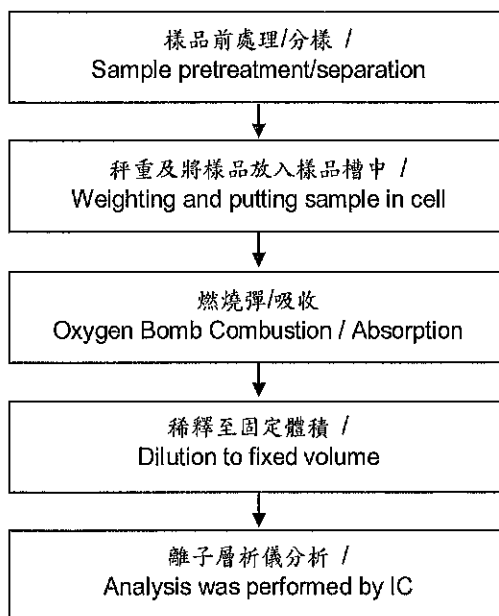 樣品前處理/分樣 /
Sample pretreatment/separation
秤重及將樣品放入樣品槽中 /
Weighting and putting sample in cell
燃燒彈/吸收
Oxygen Bomb Combustion / Absorption
稀釋至固定體積 /
Dilution to fixed volume
離子層析儀分析 /
Analysis was performed by IC